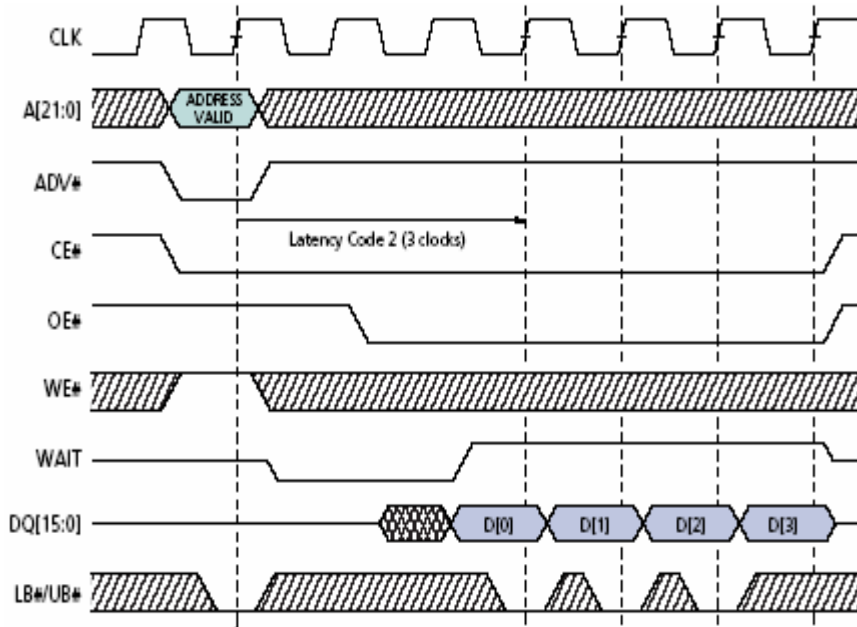 CLK
A[21:0]
ADDRESS
VALID
ADV#
Latency Code 2 (3 clocks)
CE#
OE#
WE#
WAIT
DQ[15:0]
D[0]
D[1]
D[2]
D[3]
LB#/UB#